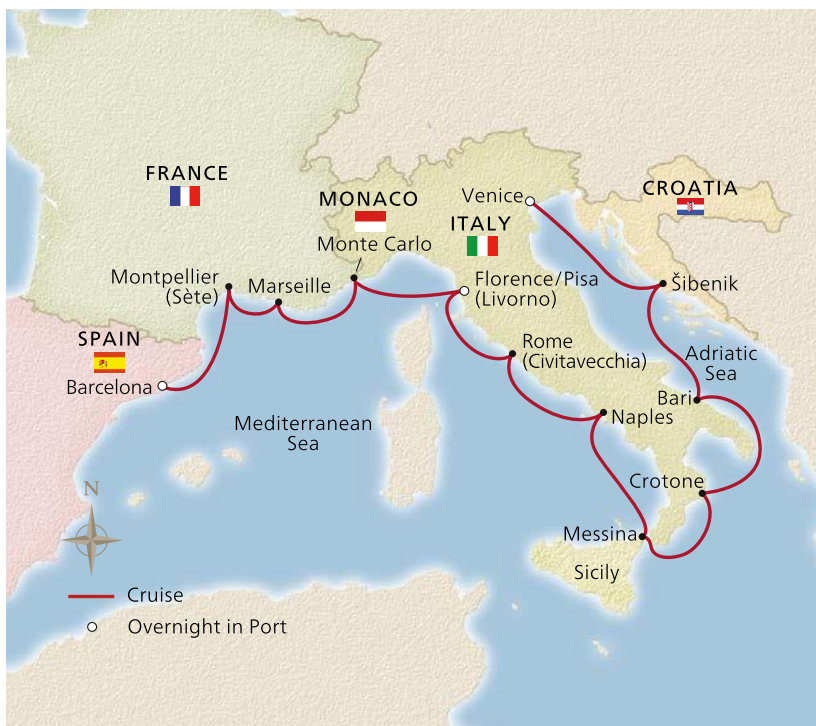 FRANCE
MONACO
Monte Carlo
ITALY
Venice
CROATIA
Montpellier
(Sète)
Marseille
Florence/Pisa
(Livorno)
Šibenik
SPAIN
Barcelona
Rome
(Civitavecchia)
Adriatic
Sea
Bari
Mediterranean
Sea
Naples
Crotone
N
Messina
Sicily
Cruise
Overnight in Port